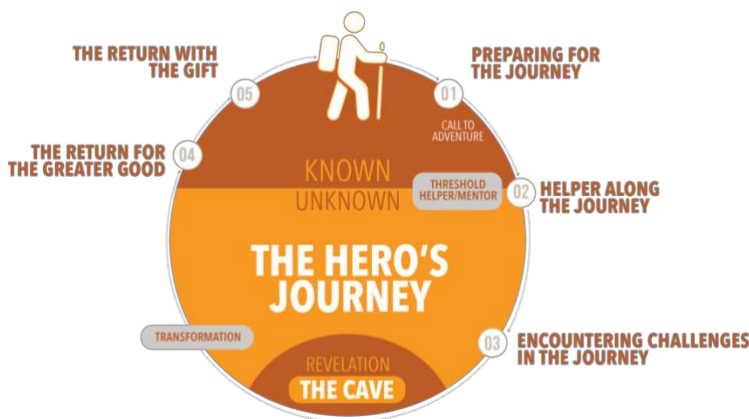 THE RETURN WITH
THE GIFT
05
PREPARING FOR
THE JOURNEY
01
CALL TO
ADVENTURE
THE RETURN FOR
THE GREATER GOOD
04
KNOWN
UNKNOWN
THRESHOLD
HELPER/MENTOR
02
HELPER ALONG
THE JOURNEY
THE HERO'S
JOURNEY
TRANSFORMATION
03
ENCOUNTERING CHALLENGES
IN THE JOURNEY
REVELATION
THE CAVE